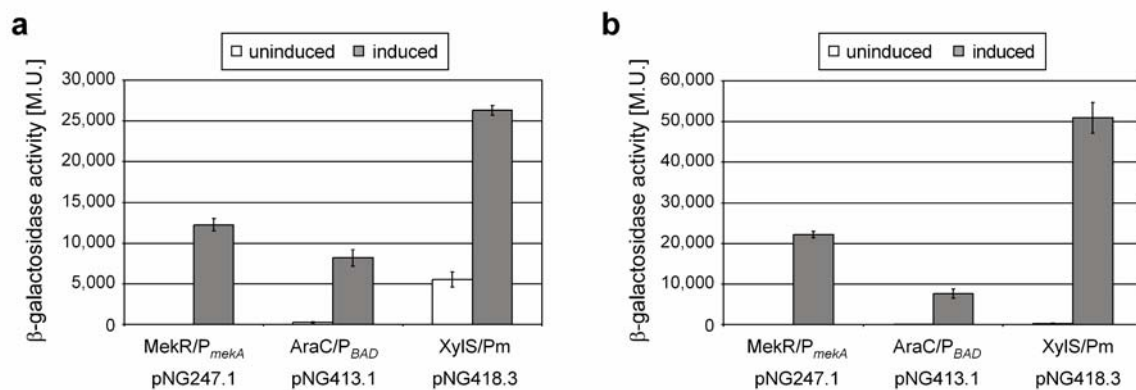 a
uninduced induced
β-galactosidase activity [M.U.]
30,000
25,000
20,000
15,000
10,000
5,000
0
MekR/PmekA AraC/PBAD XylS/Pm
pNG247.1 pNG413.1 pNG418.3
b
uninduced induced
β-galactosidase activity [M.U.]
60,000
50,000
40,000
30,000
20,000
10,000
0
MekR/PmekA AraC/PBAD XylS/Pm
pNG247.1 pNG413.1 pNG418.3